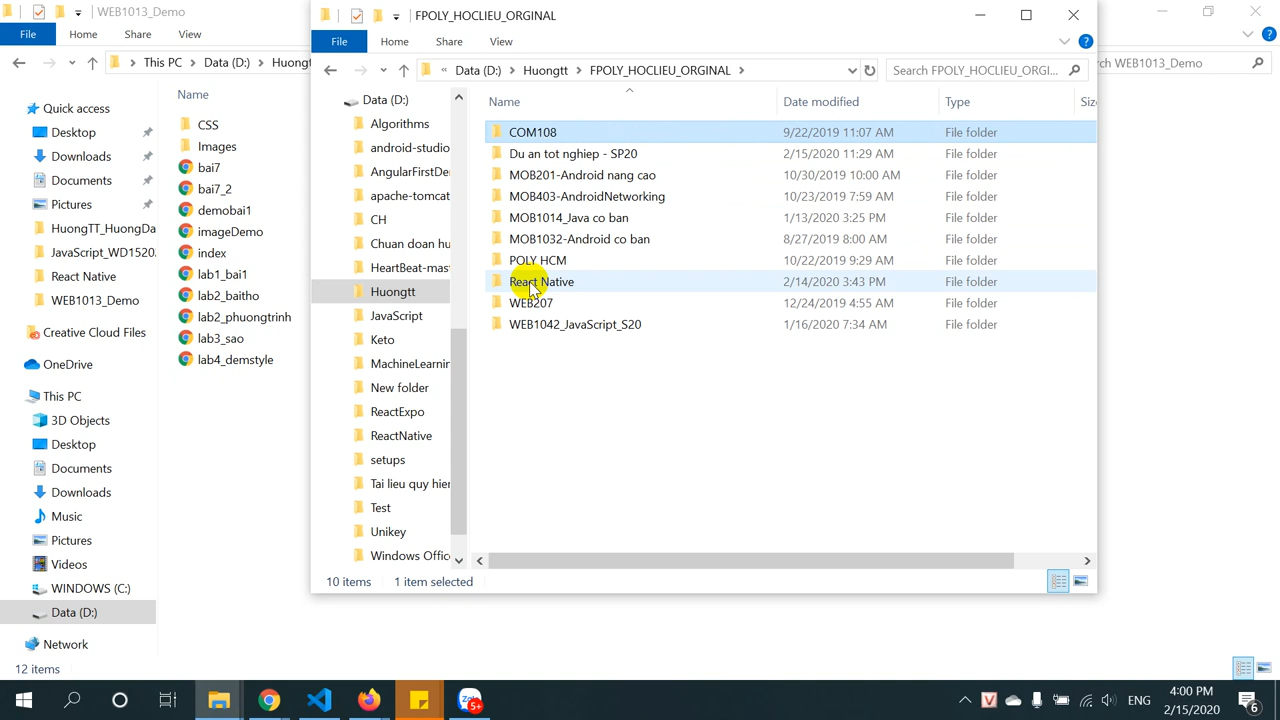 WEB1013_Demo
File Home Share View
This PC Data (D:) Huongt
rch WEB1013_Demo
Quick access
Desktop
Downloads
Documents
Pictures
HuongTT_HuongDa
JavaScript_WD1520.
React Native
WEB1013_Demo
Creative Cloud Files
OneDrive
This PC
3D Objects
Desktop
Documents
Downloads
Music
Pictures
Videos
WINDOWS (C:)
Data (D:)
Network
12 items
Name
CSS
Images
bai7
bai7_2
demobai1
imageDemo
index
lab1_bai1
lab2_baitho
lab2_phuongtrinh
lab3_sao
lab4_demstyle
FPOLY_HOCLIEU_ORGINAL
File Home Share View
« Data (D:) Huongtt FPOLY_HOCLIEU_ORGINAL
Search FPOLY_HOCLIEU_ORGI...
Data (D:)
Algorithms
android-studio
AngularFirstDe
apache-tomcat
CH
Chuan doan hu
HeartBeat-mas
Huongtt
JavaScript
Keto
MachineLearnin
New folder
ReactExpo
ReactNative
setups
Tai lieu quy hier
Test
Unikey
Windows Offic
Name Date modified Type Siz
COM108 9/22/2019 11:07 AM File folder
Du an tot nghiep - SP20 2/15/2020 11:29 AM File folder
MOB201-Android nang cao 10/30/2019 10:00 AM File folder
MOB403-AndroidNetworking 10/23/2019 7:59 AM File folder
MOB1014_Java co ban 1/13/2020 3:25 PM File folder
MOB1032-Android co ban 8/27/2019 8:00 AM File folder
POLY HCM 10/22/2019 9:29 AM File folder
React Native 2/14/2020 3:43 PM File folder
WEB207 12/24/2019 4:55 AM File folder
WEB1042_JavaScript_S20 1/16/2020 7:34 AM File folder
10 items 1 item selected
Zalo 5+
V
ENG
4:00 PM
2/15/2020
6